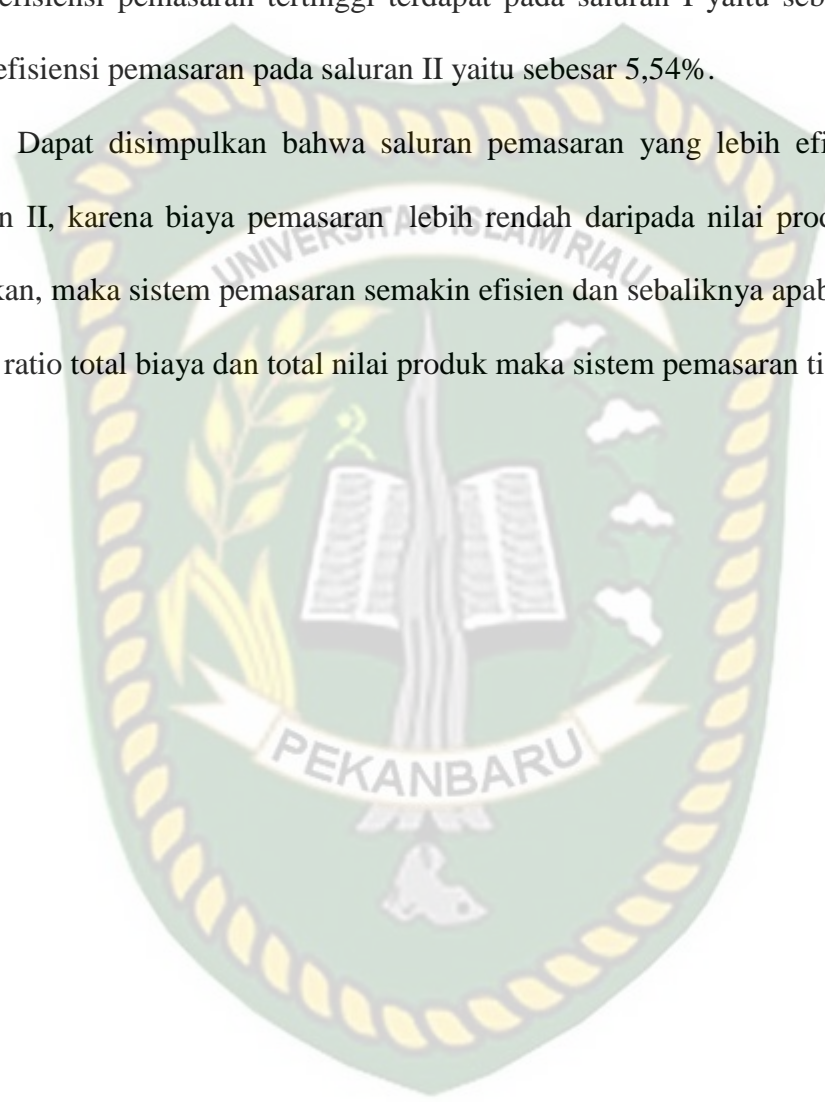 efisiensi pemasaran tertinggi terdapat pada saluran I yaitu seb
efisiensi pemasaran pada saluran II yaitu sebesar 5,54%.
Dapat disimpulkan bahwa saluran pemasaran yang lebih efi
n II, karena biaya pemasaran lebih rendah daripada nilai prod
kan, maka sistem pemasaran semakin efisien dan sebaliknya apab
ratio total biaya dan total nilai produk maka sistem pemasaran ti
UNIVERSITAS ISLAM RIAU
PEKANBARU